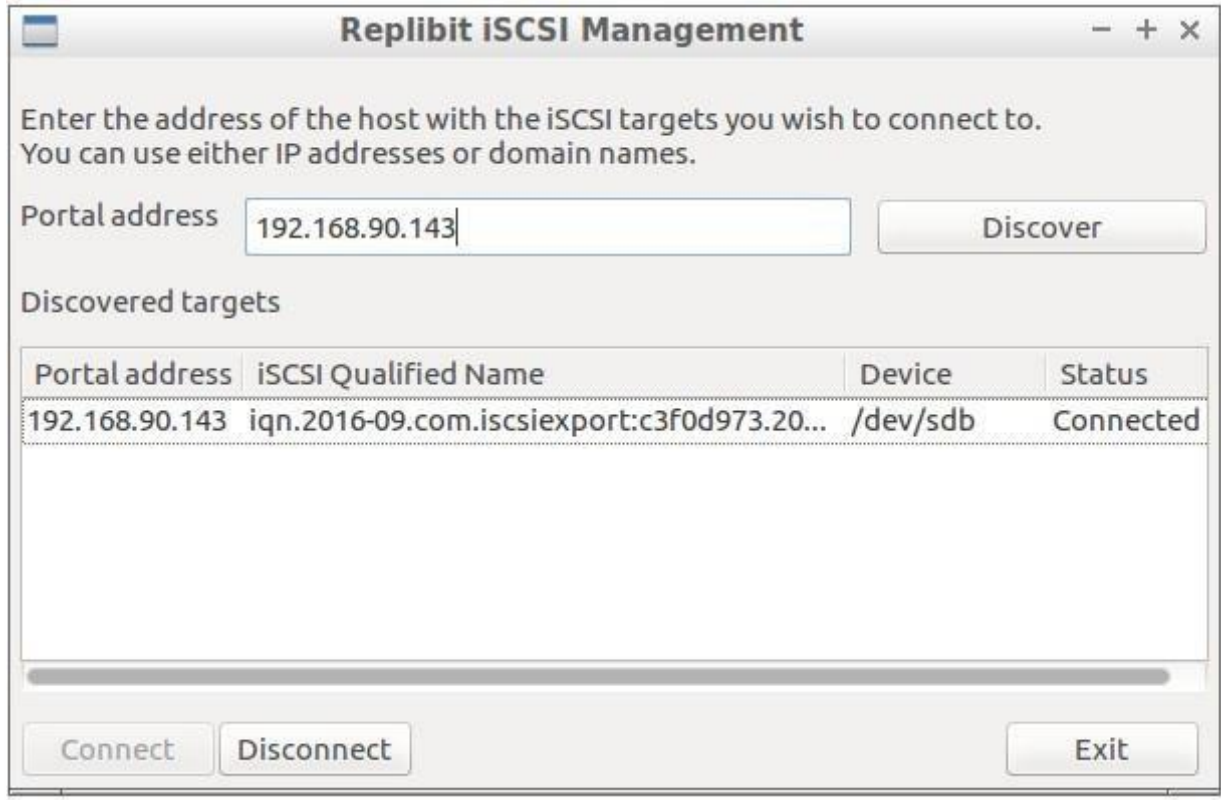 Replibit iSCSI Management
Enter the address of the host with the iSCSI targets you wish to connect to.
You can use either IP addresses or domain names.
Portal address 192.168.90.143 Discover
Discovered targets
Portal address iSCSI Qualified Name Device Status
192.168.90.143 iqn.2016-09.com.iscsiexport:c3f0d973.20... /dev/sdb Connected
Connect Disconnect Exit